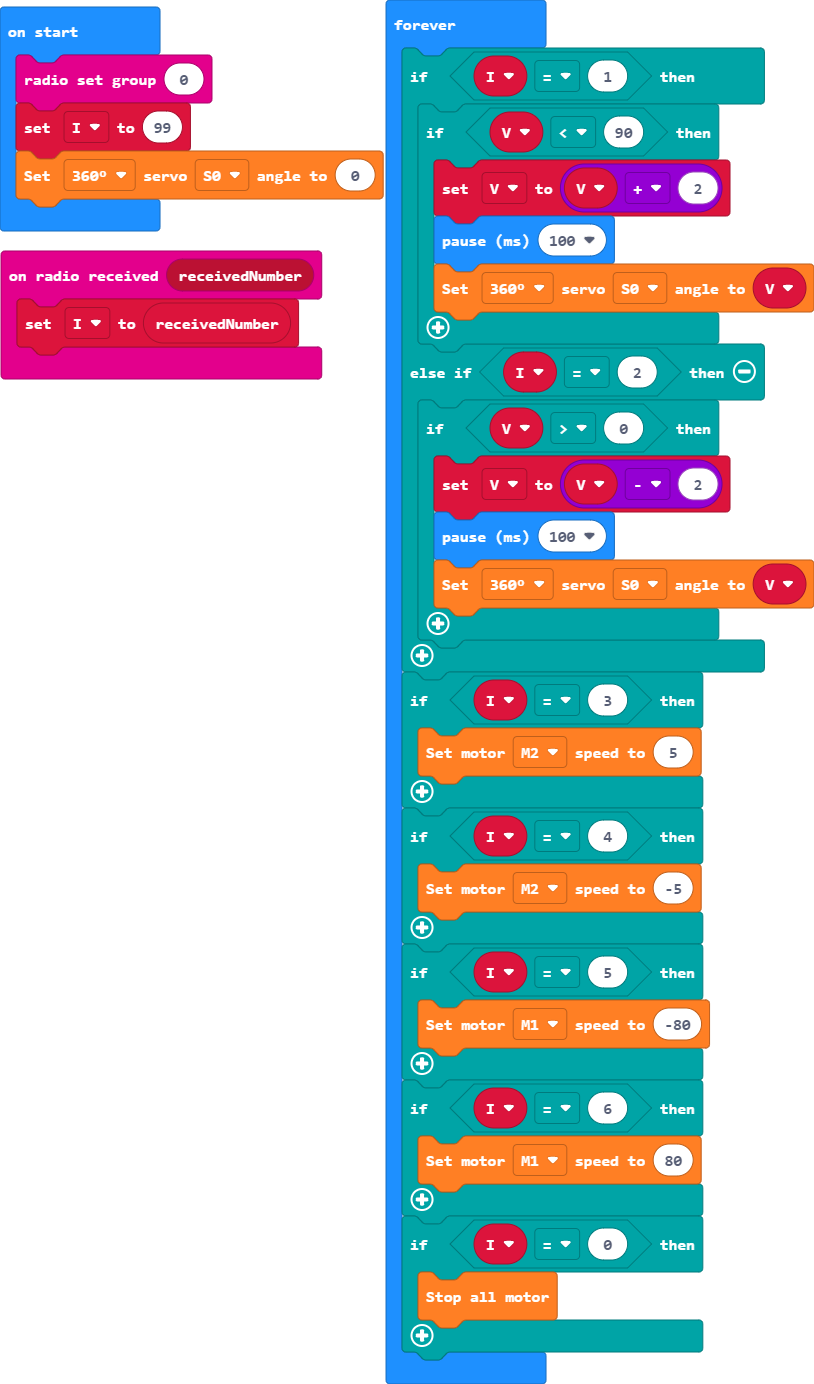 on start
radio set group 0
set I to 99
Set 360º servo S0 angle to 0
on radio received receivedNumber
set I to receivedNumber
forever
if I = 1 then
if V < 90 then
set V to V + 2
pause (ms) 100
Set 360º servo S0 angle to V
else if I = 2 then
if V > 0 then
set V to V - 2
pause (ms) 100
Set 360º servo S0 angle to V
if I = 3 then
Set motor M2 speed to 5
if I = 4 then
Set motor M2 speed to -5
if I = 5 then
Set motor M1 speed to -80
if I = 6 then
Set motor M1 speed to 80
if I = 0 then
Stop all motor